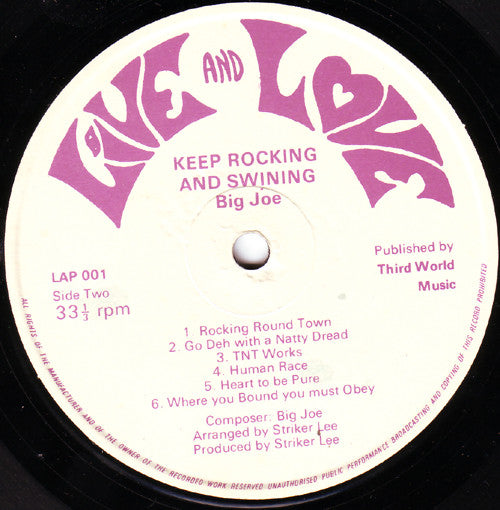 LIVE AND LOVE
KEEP ROCKING
AND SWINING
Big Joe
LAP 001
Side Two
33⅓ rpm
Published by
Third World
Music
1. Rocking Round Town
2. Go Deh with a Natty Dread
3. TNT Works
4. Human Race
5. Heart to be Pure
6. Where you Bound you must Obey
Composer: Big Joe
Arranged by Striker Lee
Produced by Striker Lee
ALL RIGHTS OF THE MANUFACTURER AND OF THE OWNER OF THE RECORDED WORK RESERVED UNAUTHORISED PUBLIC PERFORMANCE BROADCASTING AND COPYING OF THIS RECORD PROHIBITED